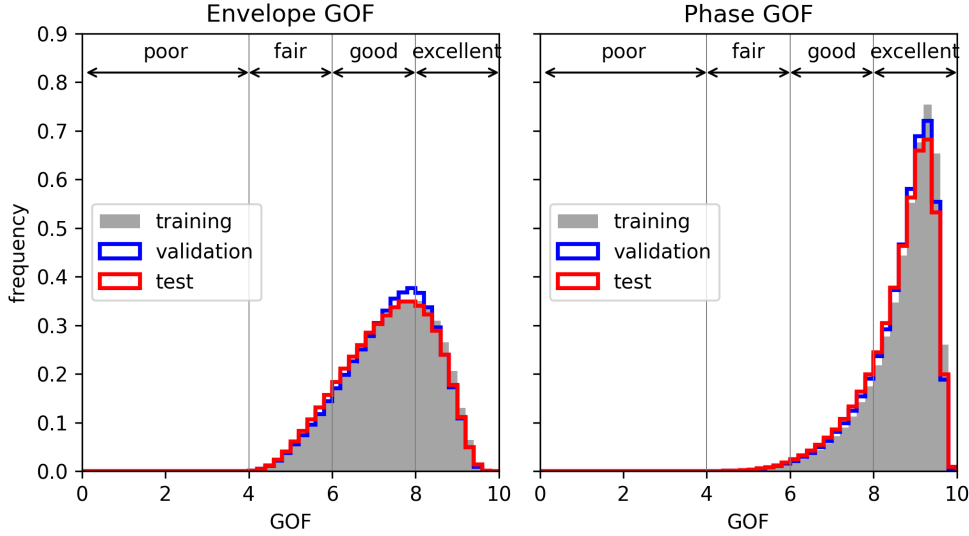 Envelope GOF
Phase GOF
poor fair good excellent
poor fair good excellent
0.9
0.8
0.7
0.6
0.5
0.4
0.3
0.2
0.1
0.0
frequency
training
validation
test
training
validation
test
0 2 4 6 8 10
0 2 4 6 8 10
GOF
GOF